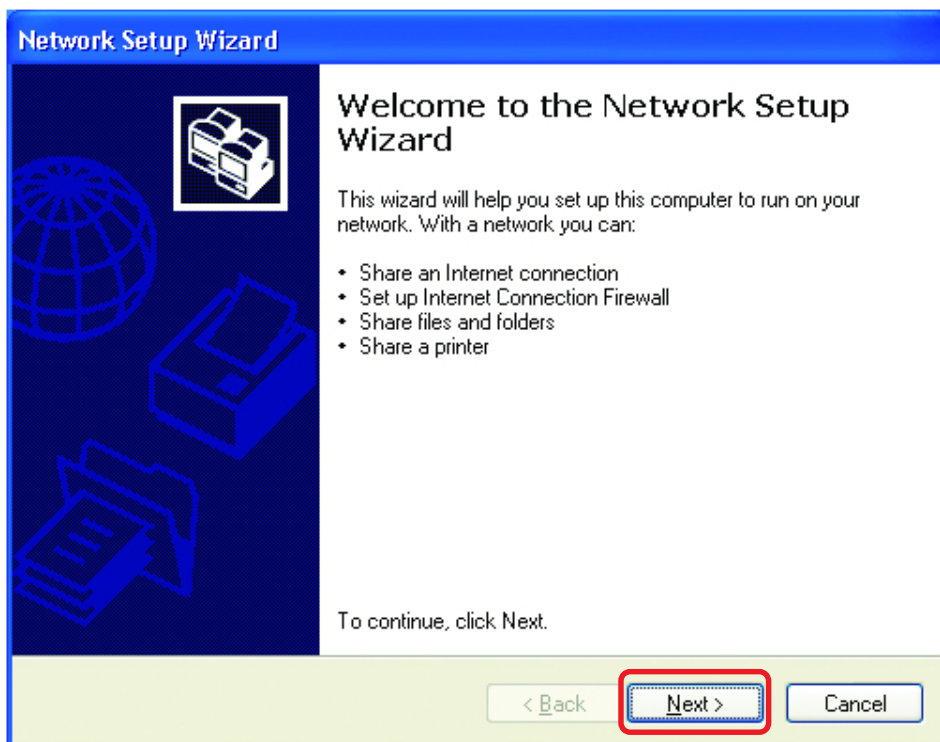 Network Setup Wizard
Welcome to the Network Setup
Wizard
This wizard will help you set up this computer to run on your
network. With a network you can:
• Share an Internet connection
• Set up Internet Connection Firewall
• Share files and folders
• Share a printer
To continue, click Next.
< Back Next > Cancel